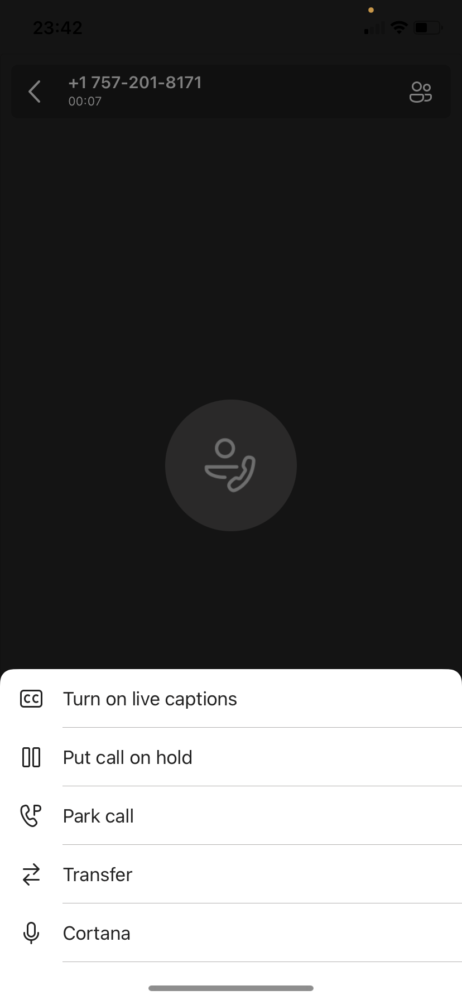 23:42
+1 757-201-8171
00:07
CC Turn on live captions
Put call on hold
P Park call
Transfer
Cortana